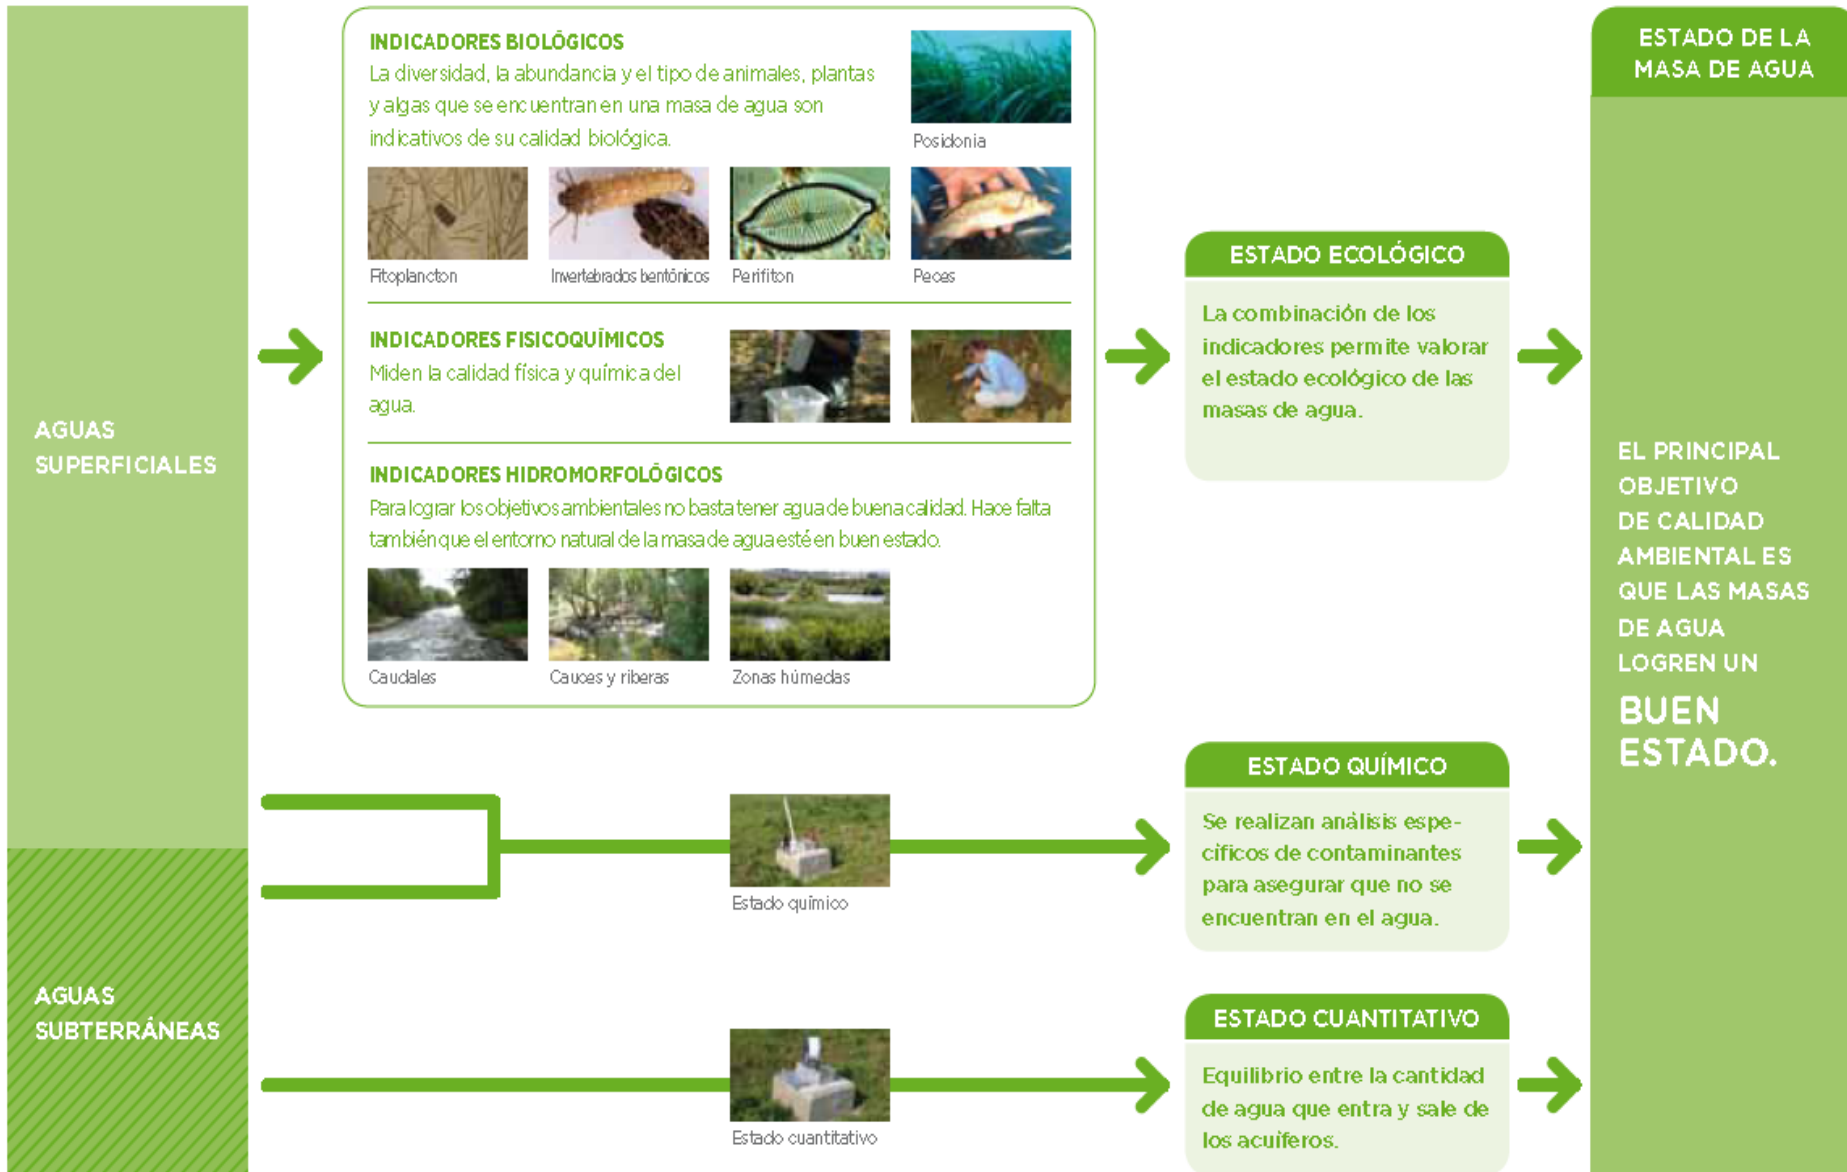 AGUAS
SUPERFICIALES
INDICADORES BIOLÓGICOS
La diversidad, la abundancia y el tipo de animales, plantas
y algas que se encuentran en una masa de agua son
indicativos de su calidad biológica.
Posidonia
Fitoplancton
Invertebrados bentónicos
Perifiton
Peces
INDICADORES FISICOQUÍMICOS
Miden la calidad física y química del
agua.
INDICADORES HIDROMORFOLÓGICOS
Para lograr los objetivos ambientales no basta tener agua de buena calidad. Hace falta
también que el entorno natural de la masa de agua esté en buen estado.
Caudales
Cauces y riberas
Zonas húmedas
ESTADO ECOLÓGICO
La combinación de los
indicadores permite valorar
el estado ecológico de las
masas de agua.
AGUAS
SUBTERRÁNEAS
Estado químico
ESTADO QUÍMICO
Se realizan análisis espe-
cíficos de contaminantes
para asegurar que no se
encuentran en el agua.
Estado cuantitativo
ESTADO CUANTITATIVO
Equilibrio entre la cantidad
de agua que entra y sale de
los acuíferos.
ESTADO DE LA
MASA DE AGUA
EL PRINCIPAL
OBJETIVO
DE CALIDAD
AMBIENTAL ES
QUE LAS MASAS
DE AGUA
LOGREN UN
BUEN
ESTADO.